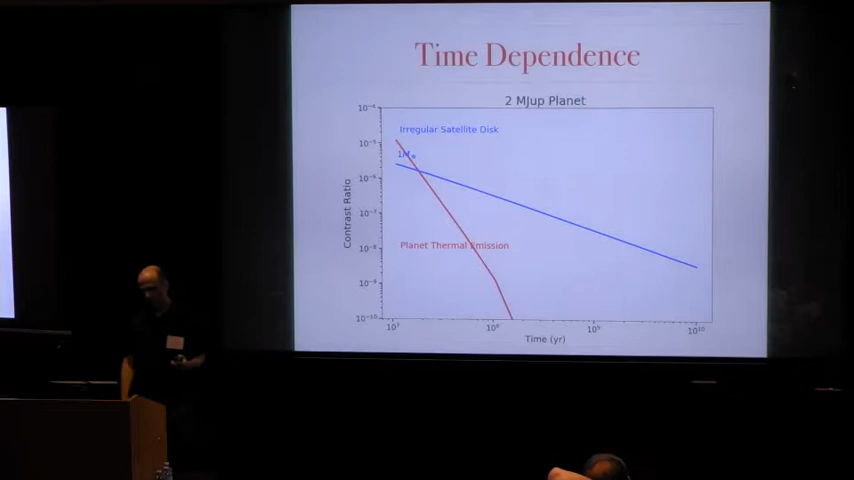 Time Dependence
2 MJup Planet
Irregular Satellite Disk
1M
Planet Thermal Emission
Contrast Ratio
10⁻⁴
10⁻⁵
10⁻⁶
10⁻⁷
10⁻⁸
10⁻⁹
10⁻¹⁰
10⁷
10⁸
10⁹
10¹⁰
Time (yr)